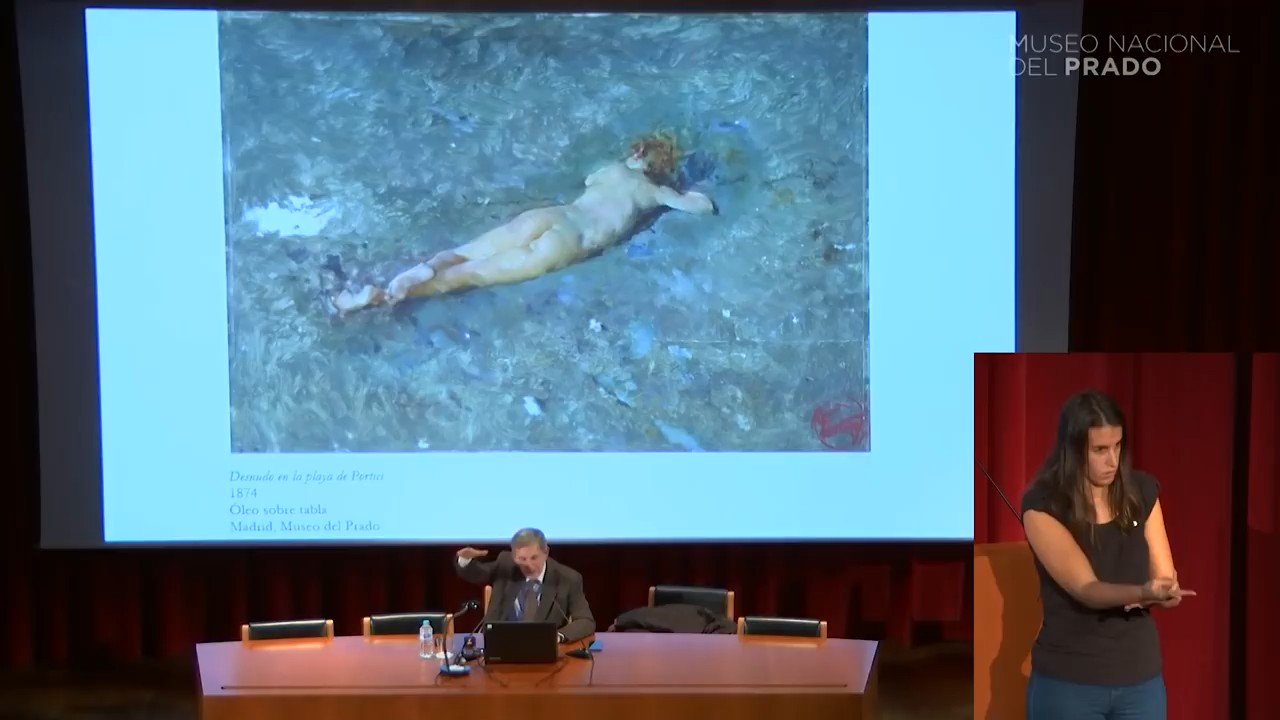 MUSEO NACIONAL
DEL PRADO
Desnudo en la playa de Portici
1874
Óleo sobre tabla
Madrid, Museo del Prado